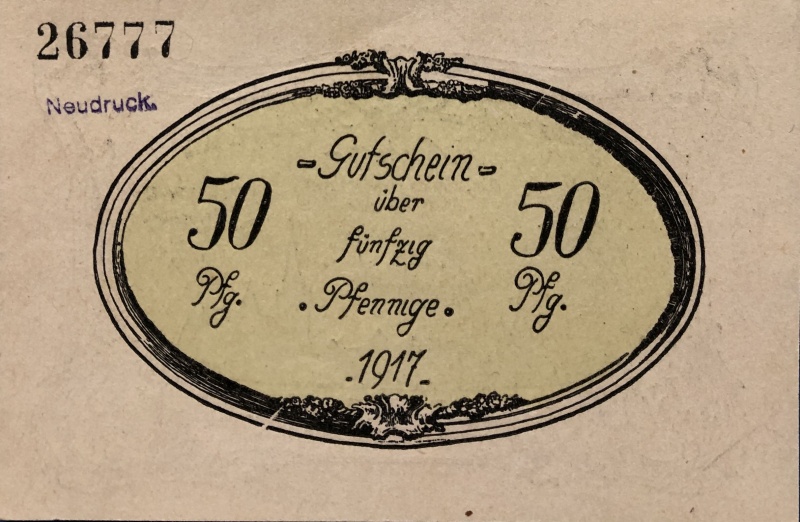 26777
Neudruck.
- Gutschein -
über
fünfzig
. Pfennige .
. 1917 .
50
Pfg.
50
Pfg.